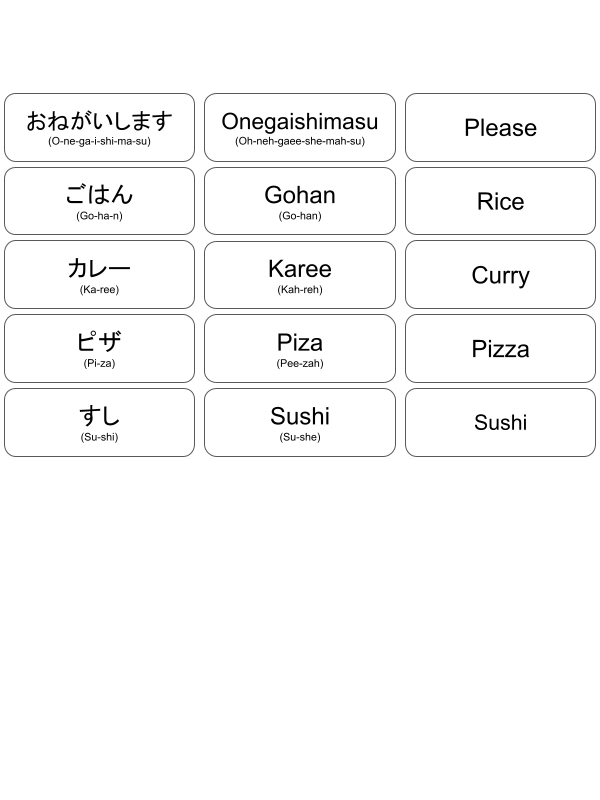 おねがいします
(O-ne-ga-i-shi-ma-su)
Onegaishimasu
(Oh-neh-gaee-she-mah-su)
Please
ごはん
(Go-ha-n)
Gohan
(Go-han)
Rice
カレー
(Ka-ree)
Karee
(Kah-reh)
Curry
ピザ
(Pi-za)
Piza
(Pee-zah)
Pizza
すし
(Su-shi)
Sushi
(Su-she)
Sushi